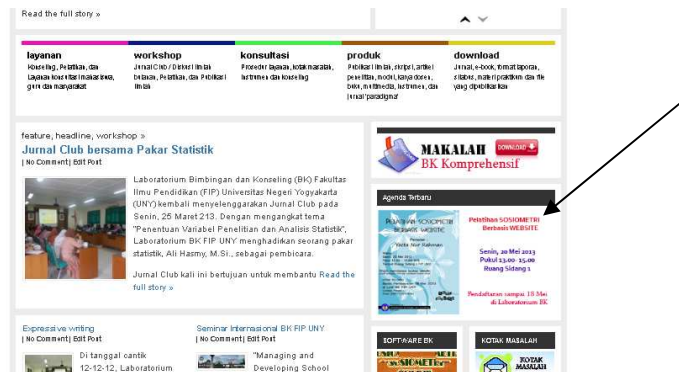 Read the full story »
layanan
Konseling, Pelatihan, dan
Layanan konsultasi mahasiswa,
guru dan masyarakat
workshop
Jurnal Club / Diskusi Ilmiah
bulanan, Pelatihan, dan Publikasi
Ilmiah
konsultasi
Prosedur layanan, kotak masalah,
Instrumen dan konseling
produk
Publikasi Ilmiah, skripsi, artikel
penelitian, modul, karya dosen,
buku, multimedia, Instrumen, dan
jurnal 'paradigma'
download
Jurnal, e-book, format laporan,
silabus, materi praktikum dan file
yang dipublikasikan
feature, headline, workshop »
Jurnal Club bersama Pakar Statistik
| No Comment | Edit Post
Laboratorium Bimbingan dan Konseling (BK) Fakultas
Ilmu Pendidikan (FIP) Universitas Negeri Yogyakarta
(UNY) kembali menyelenggarakan Jurnal Club pada
Senin, 25 Maret 213. Dengan mengangkat tema
"Penentuan Variabel Penelitian dan Analisis Statistik",
Laboratorium BK FIP UNY menghadirkan seorang pakar
statistik, Ali Hasmy, M.Si., sebagai pembicara.
Jurnal Club kali ini bertujuan untuk membantu Read the
full story »
Expressive writing
| No Comment | Edit Post
Di tanggal cantik
12-12-12, Laboratorium
Seminar Internasional BK FIP UNY
| No Comment | Edit Post
"Managing and
Developing School
MAKALAH DOWNLOAD
BK Komprehensif
Agenda Terbaru
PELATIHAN SOSIOMETRI
BERBASIS WEBSITE
Pelatihan SOSIOMETRI
Berbasis WEBSITE
Senin, 20 Mei 2013
Pukul 13.00- 15.00
Ruang Sidang 1
Pendaftaran sampai 18 Mei
di Laboratorium BK
SOFTWARE BK
SOSIOMETRI
KOTAK MASALAH
KOTAK
MASALAH